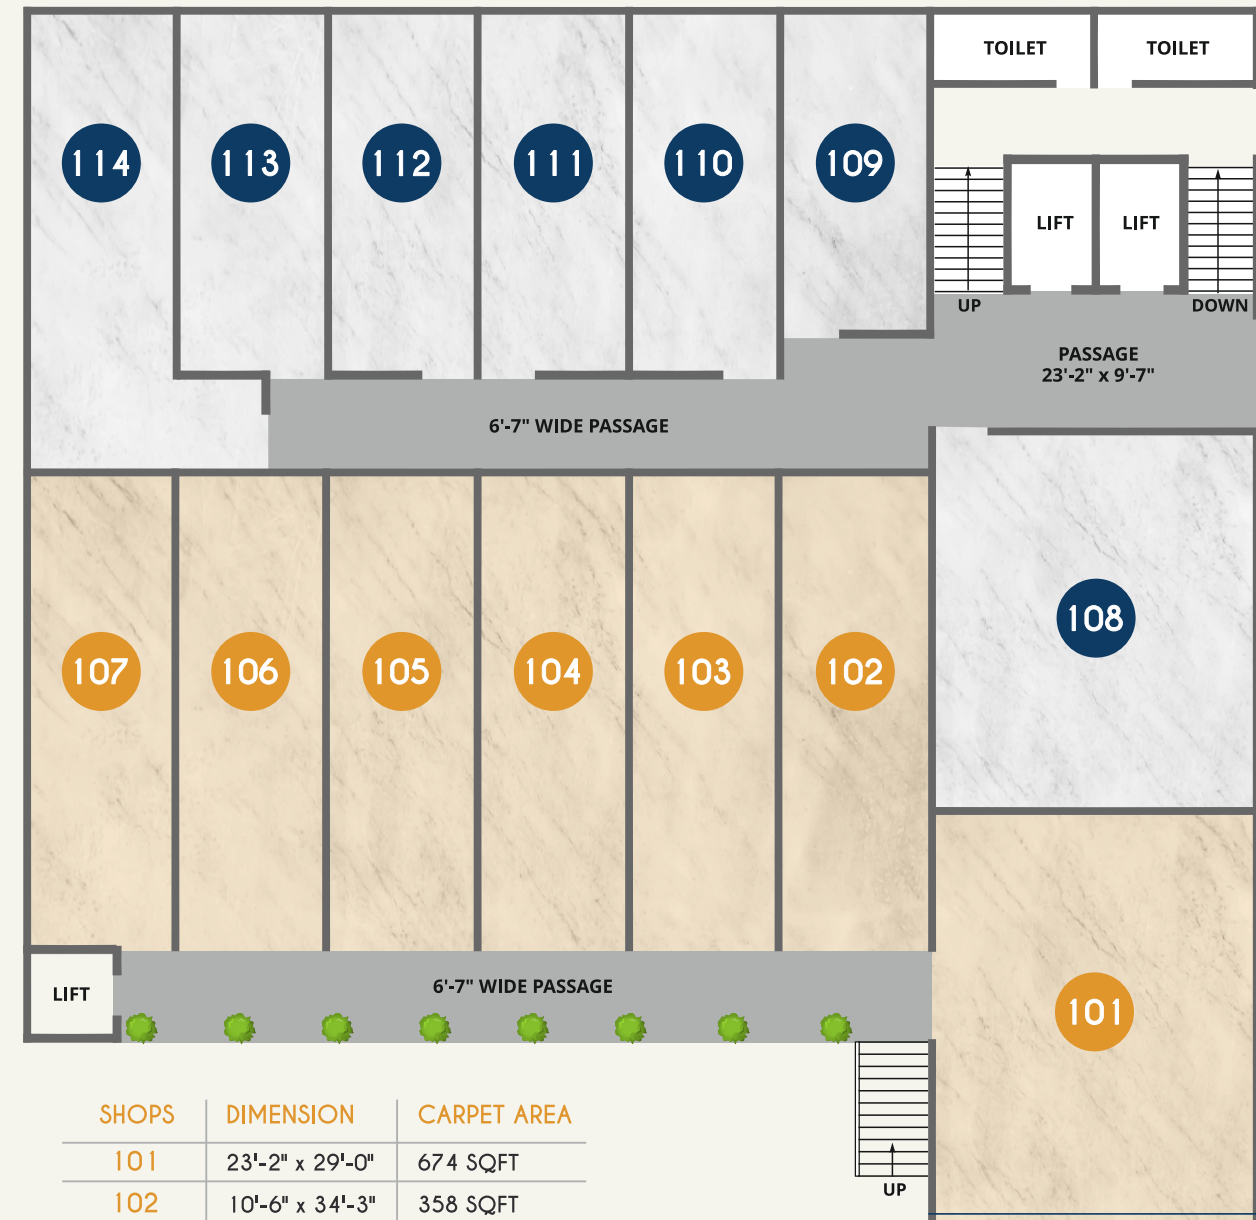 TOILET
TOILET
114
113
112
111
110
109
LIFT
LIFT
UP
DOWN
PASSAGE
23'-2" x 9'-7"
6'-7" WIDE PASSAGE
108
107
106
105
104
103
102
6'-7" WIDE PASSAGE
LIFT
101
SHOPS DIMENSION CARPET AREA
101 23'-2" x 29'-0" 674 SQFT
102 10'-6" x 34'-3" 358 SQFT
UP